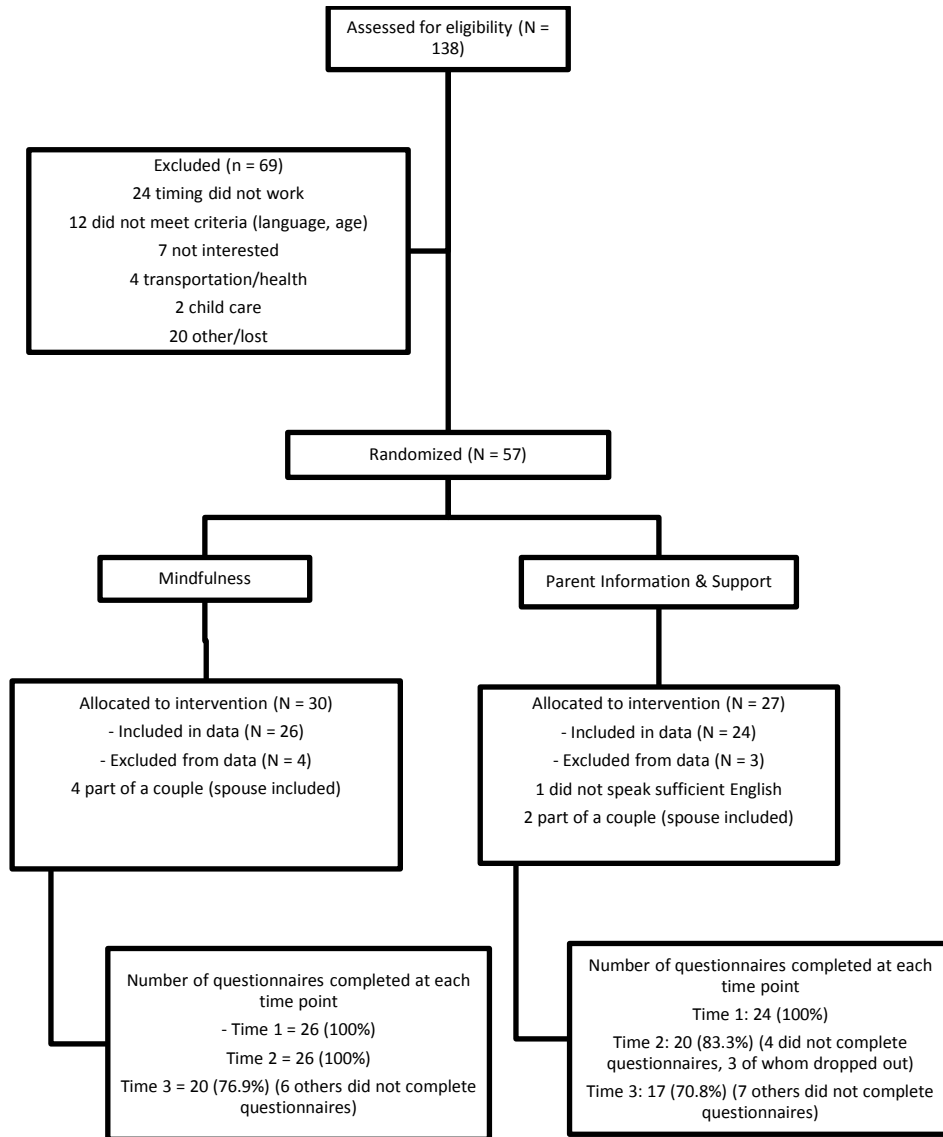 Assessed for eligibility (N =
138)
Excluded (n = 69)
24 timing did not work
12 did not meet criteria (language, age)
7 not interested
4 transportation/health
2 child care
20 other/lost
Randomized (N = 57)
Mindfulness
Parent Information & Support
Allocated to intervention (N = 30)
- Included in data (N = 26)
- Excluded from data (N = 4)
4 part of a couple (spouse included)
Allocated to intervention (N = 27)
- Included in data (N = 24)
- Excluded from data (N = 3)
1 did not speak sufficient English
2 part of a couple (spouse included)
Number of questionnaires completed at each
time point
- Time 1 = 26 (100%)
Time 2 = 26 (100%)
Time 3 = 20 (76.9%) (6 others did not complete
questionnaires)
Number of questionnaires completed at each
time point
Time 1: 24 (100%)
Time 2: 20 (83.3%) (4 did not complete
questionnaires, 3 of whom dropped out)
Time 3: 17 (70.8%) (7 others did not complete
questionnaires)